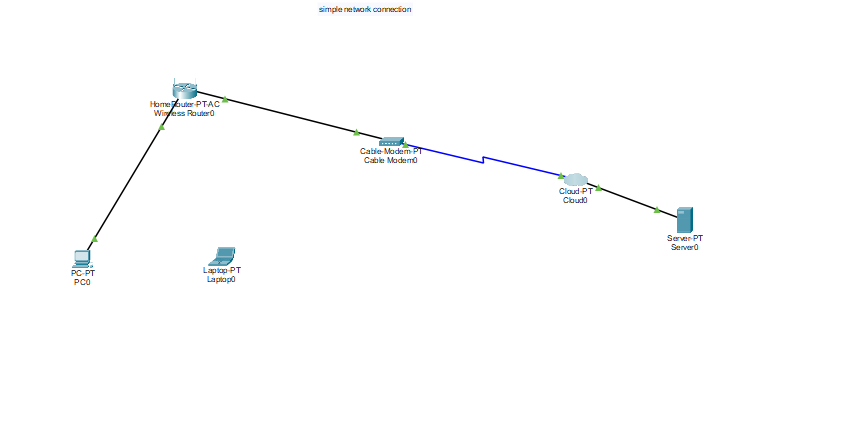 simple network connection
HomeRouter-PT-AC
Wireless Router0
Cable-Modem-PT
Cable Modem0
Cloud-PT
Cloud0
Server-PT
Server0
PC-PT
PC0
Laptop-PT
Laptop0